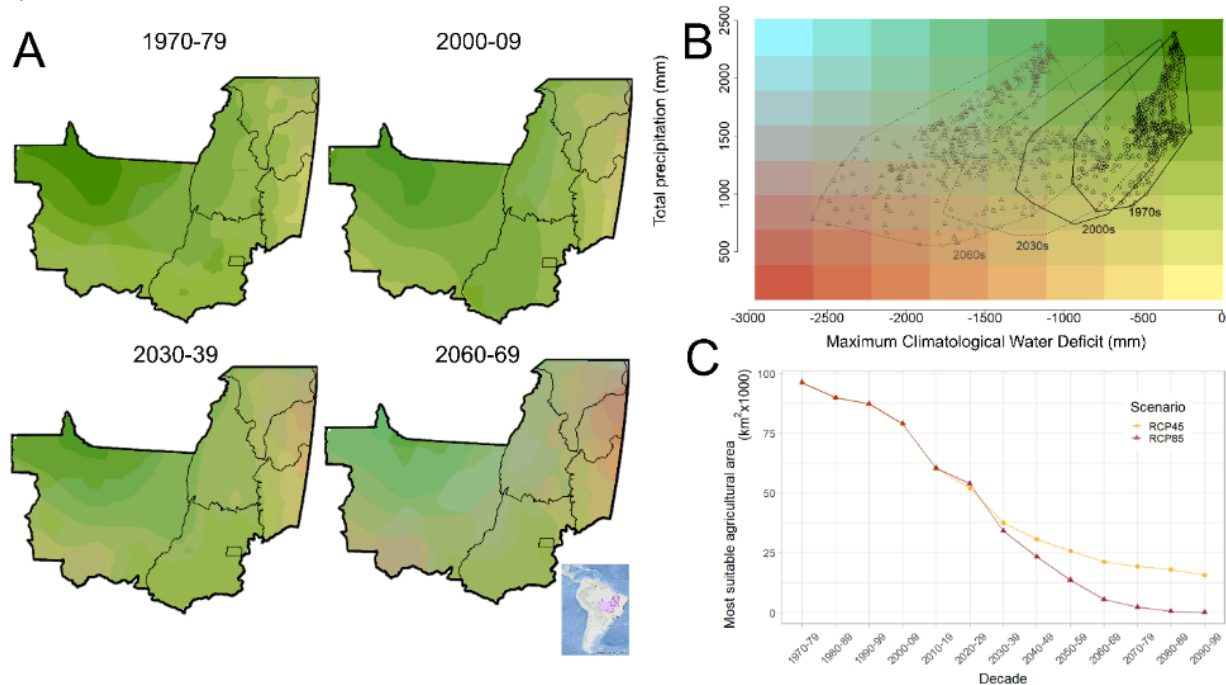 A
1970-79
2000-09
2030-39
2060-69
B
Total precipitation (mm)
2500
2000
1500
1000
500
1970s
2000s
2030s
2060s
-3000
-2500
-2000
-1500
-1000
-500
0
Maximum Climatological Water Deficit (mm)
C
Most suitable agricultural area
(km²x1000)
100
75
50
25
0
Scenario
RCP45
RCP85
1970-79
1980-89
1990-99
2000-09
2010-19
2020-29
2030-39
2040-49
2050-59
2060-69
2070-79
2080-89
2090-99
Decade